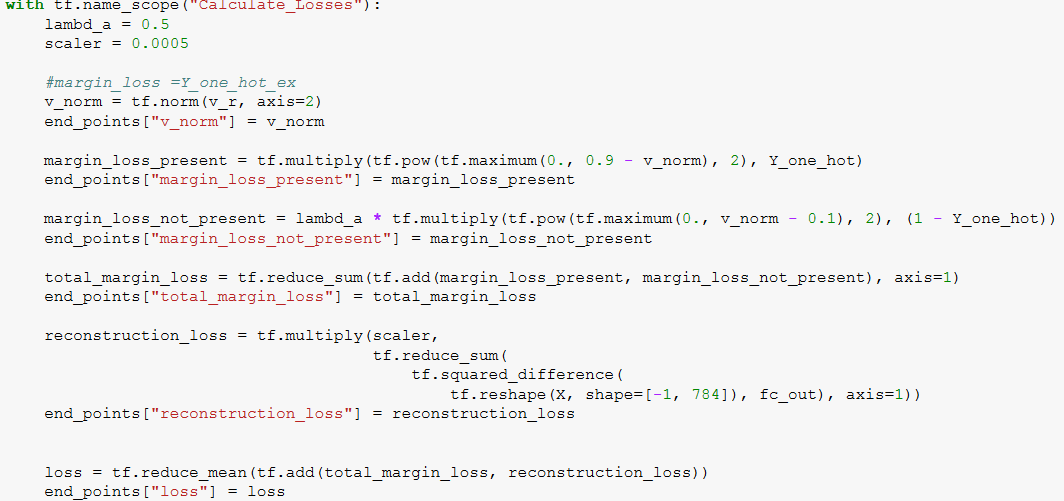 with tf.name_scope("Calculate_Losses"):
    lambd_a = 0.5
    scaler = 0.0005

    #margin_loss =Y_one_hot_ex
    v_norm = tf.norm(v_r, axis=2)
    end_points["v_norm"] = v_norm

    margin_loss_present = tf.multiply(tf.pow(tf.maximum(0., 0.9 - v_norm), 2), Y_one_hot)
    end_points["margin_loss_present"] = margin_loss_present

    margin_loss_not_present = lambd_a * tf.multiply(tf.pow(tf.maximum(0., v_norm - 0.1), 2), (1 - Y_one_hot))
    end_points["margin_loss_not_present"] = margin_loss_not_present

    total_margin_loss = tf.reduce_sum(tf.add(margin_loss_present, margin_loss_not_present), axis=1)
    end_points["total_margin_loss"] = total_margin_loss

    reconstruction_loss = tf.multiply(scaler,
                                      tf.reduce_sum(
                                          tf.squared_difference(
                                              tf.reshape(X, shape=[-1, 784]), fc_out), axis=1))
    end_points["reconstruction_loss"] = reconstruction_loss


    loss = tf.reduce_mean(tf.add(total_margin_loss, reconstruction_loss))
    end_points["loss"] = loss